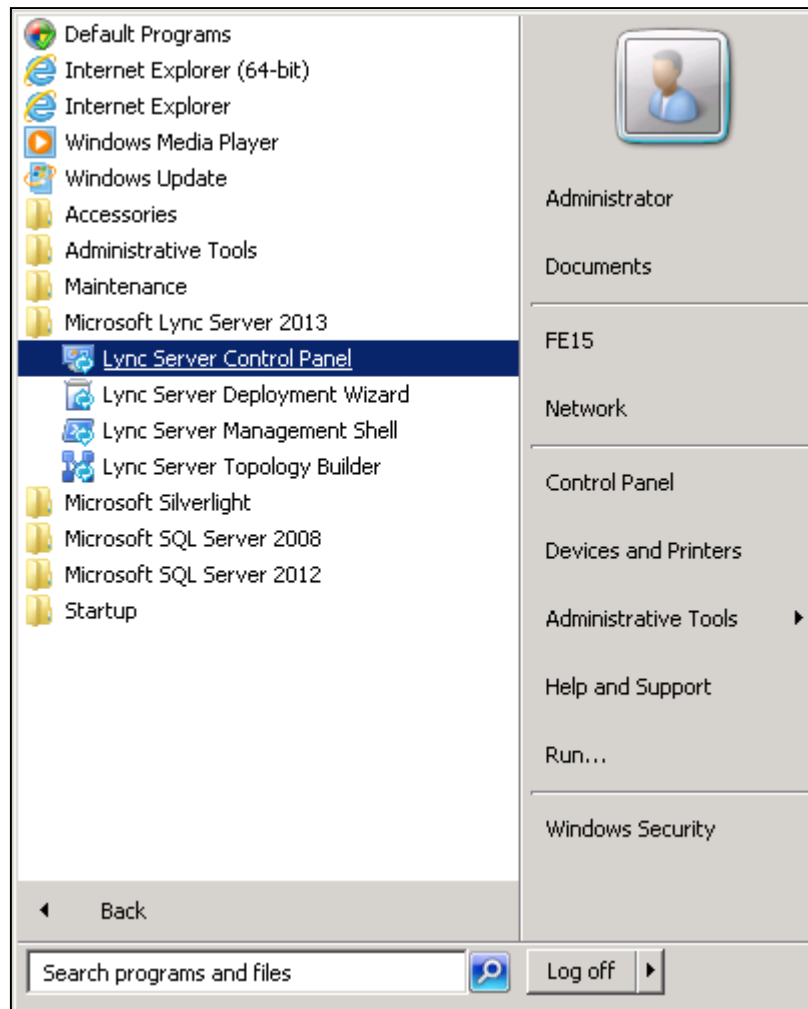 Default Programs
Internet Explorer (64-bit)
Internet Explorer
Windows Media Player
Windows Update
Accessories
Administrative Tools
Maintenance
Microsoft Lync Server 2013
Lync Server Control Panel
Lync Server Deployment Wizard
Lync Server Management Shell
Lync Server Topology Builder
Microsoft Silverlight
Microsoft SQL Server 2008
Microsoft SQL Server 2012
Startup
Back
Search programs and files
Administrator
Documents
FE15
Network
Control Panel
Devices and Printers
Administrative Tools
Help and Support
Run...
Windows Security
Log off